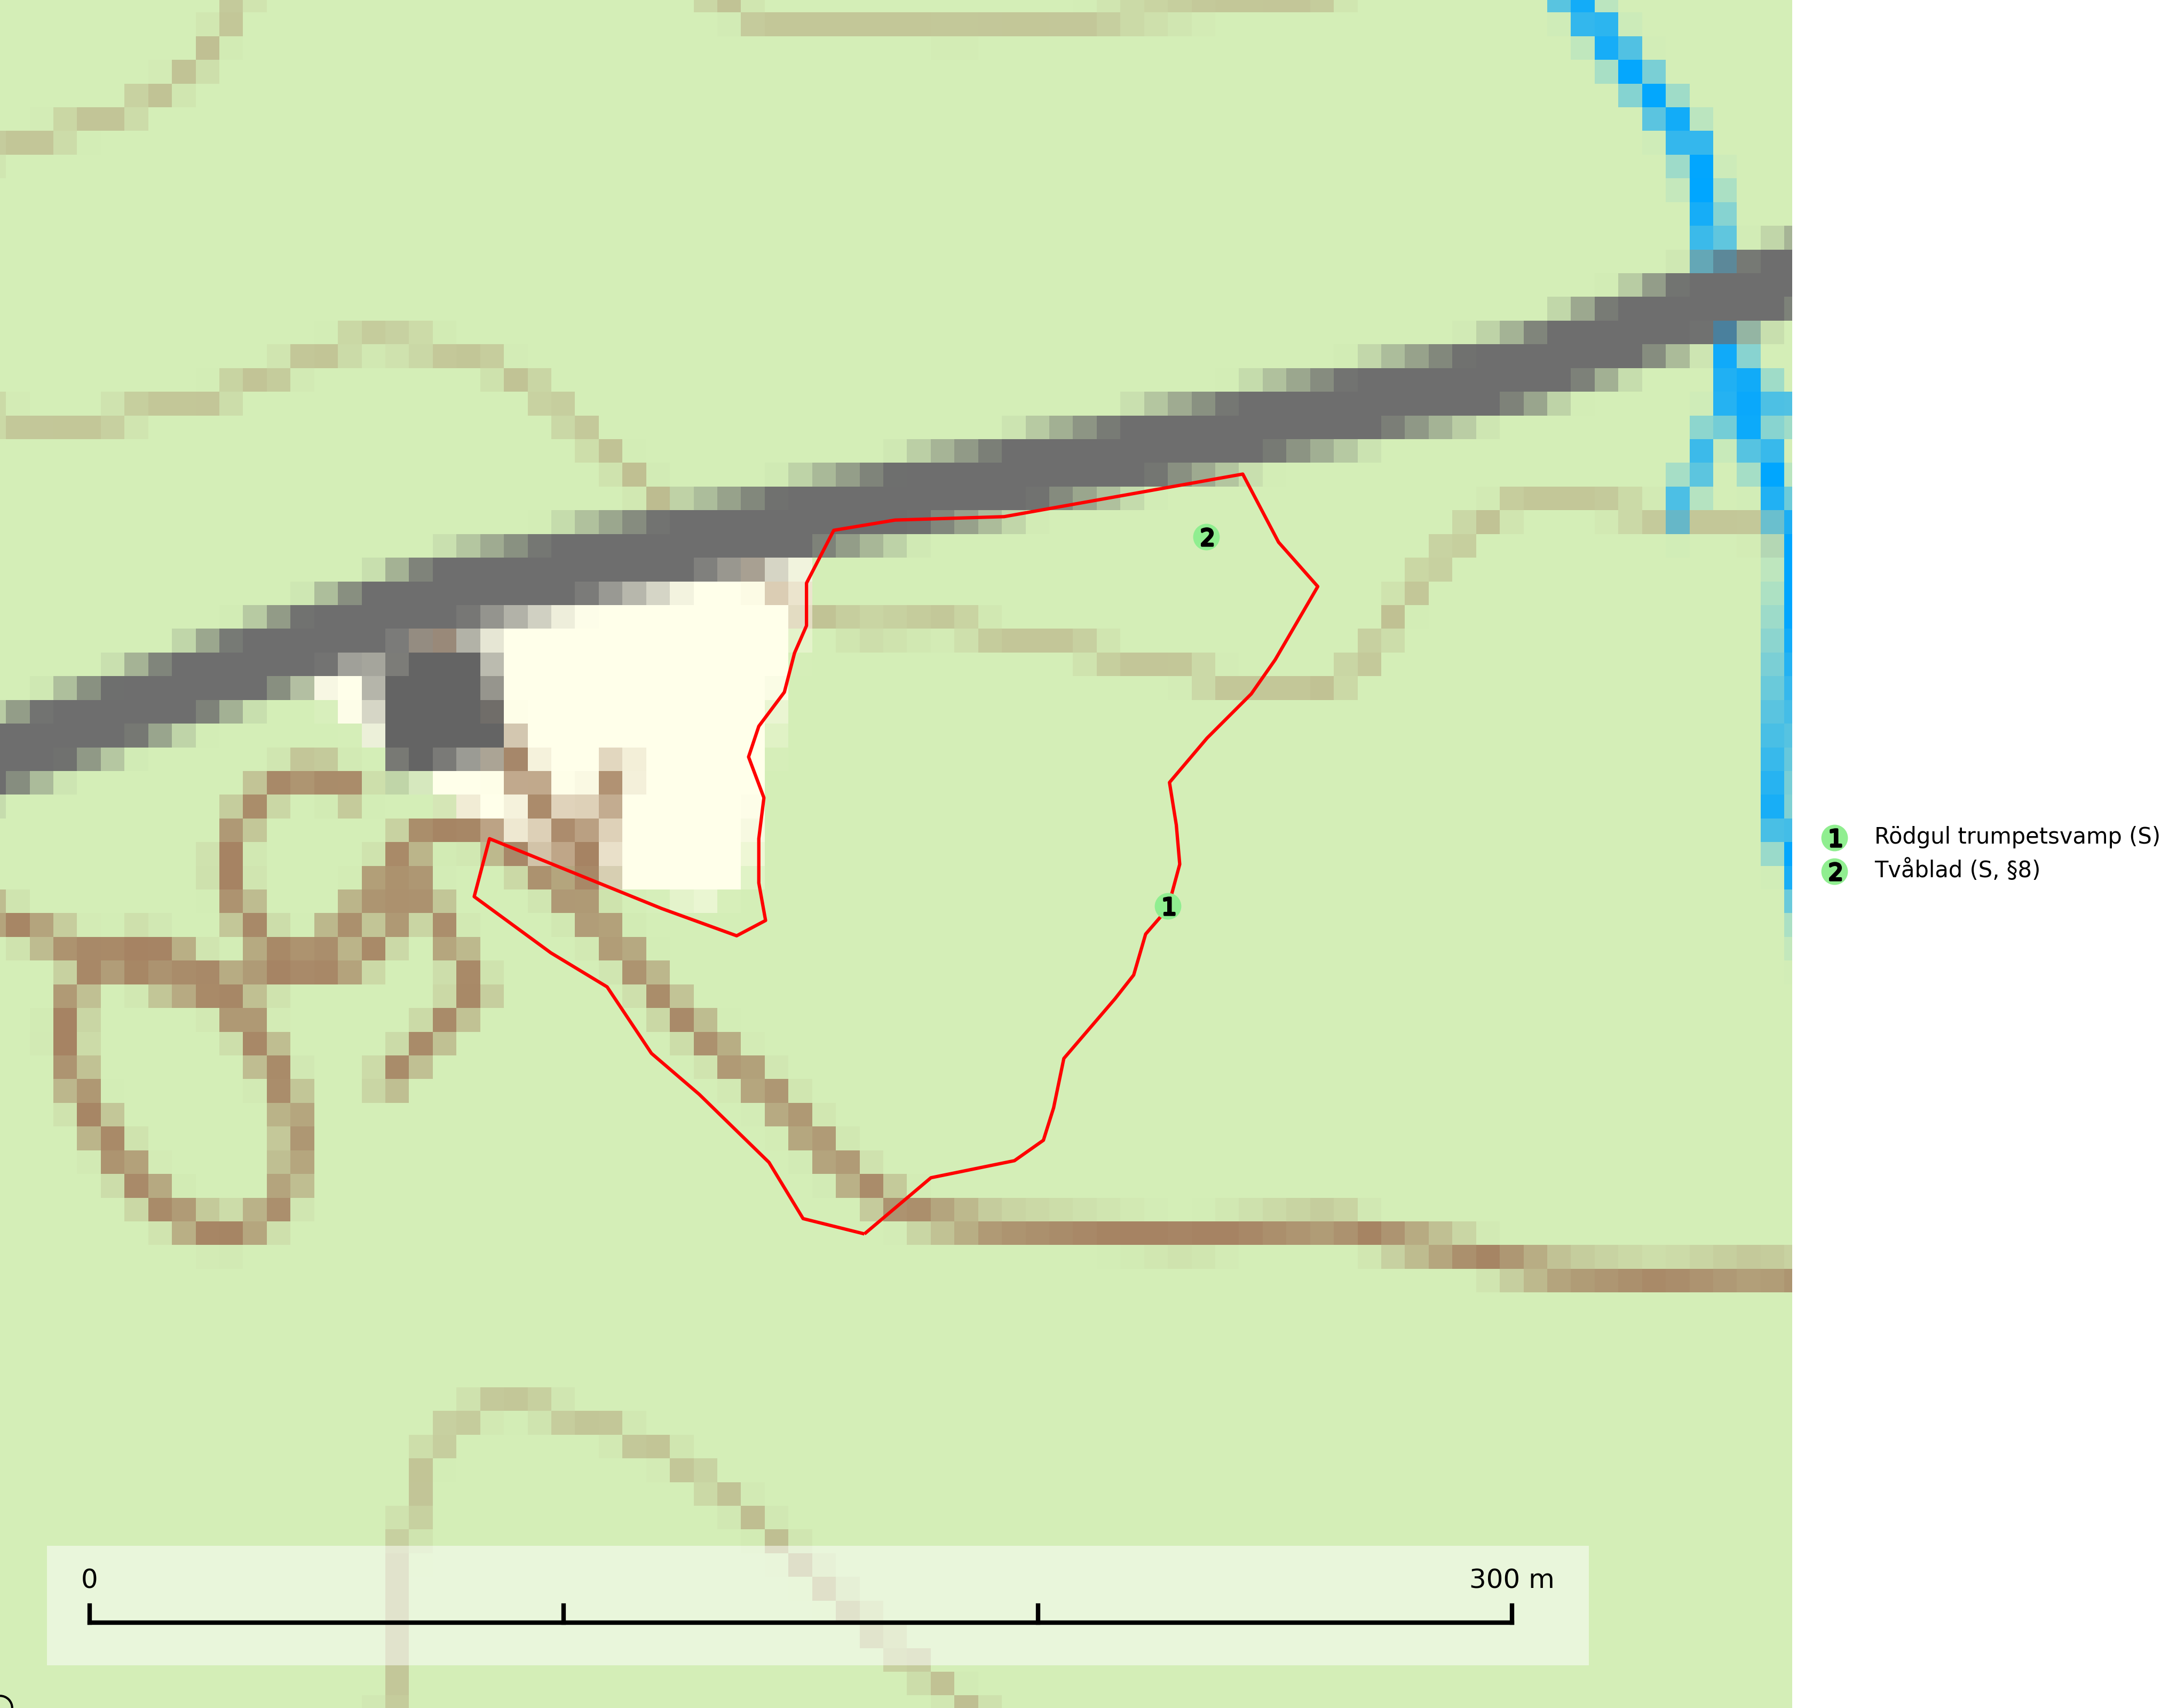 2
1
1 Rödgul trumpetsvamp (S)
2 Tvåblad (S, §8)
0 300 m